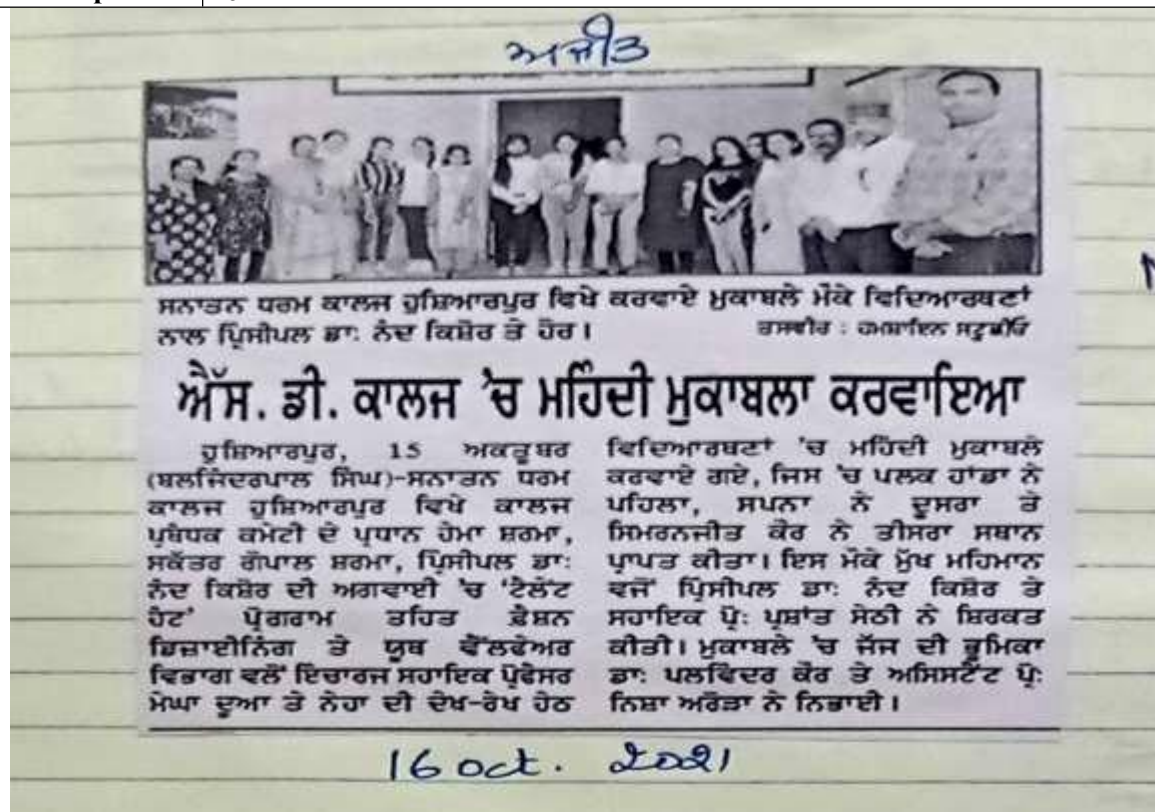 ਅਜੀਤ
ਸਨਾਤਨ ਧਰਮ ਕਾਲਜ ਹੁਸ਼ਿਆਰਪੁਰ ਵਿਖੇ ਕਰਵਾਏ ਮੁਕਾਬਲੇ ਮੌਕੇ ਵਿਦਿਆਰਥਣਾਂ
ਨਾਲ ਪ੍ਰਿੰਸੀਪਲ ਡਾ: ਨੰਦ ਕਿਸ਼ੋਰ ਤੇ ਹੋਰ। ਤਸਵੀਰ : ਹਮਸ਼ਾਇਨ ਸਟੂਡੀਓ
ਐੱਸ. ਡੀ. ਕਾਲਜ 'ਚ ਮਹਿੰਦੀ ਮੁਕਾਬਲਾ ਕਰਵਾਇਆ
ਹੁਸ਼ਿਆਰਪੁਰ, 15 ਅਕਤੂਬਰ
(ਬਲਜਿੰਦਰਪਾਲ ਸਿੰਘ)-ਸਨਾਤਨ ਧਰਮ
ਕਾਲਜ ਹੁਸ਼ਿਆਰਪੁਰ ਵਿਖੇ ਕਾਲਜ
ਪ੍ਰਬੰਧਕ ਕਮੇਟੀ ਦੇ ਪ੍ਰਧਾਨ ਹੇਮਾ ਸ਼ਰਮਾ,
ਸਕੱਤਰ ਗੋਪਾਲ ਸ਼ਰਮਾ, ਪ੍ਰਿੰਸੀਪਲ ਡਾ:
ਨੰਦ ਕਿਸ਼ੋਰ ਦੀ ਅਗਵਾਈ 'ਚ 'ਟੈਲੇਂਟ
ਹੈਟ' ਪ੍ਰੋਗਰਾਮ ਤਹਿਤ ਫ਼ੈਸ਼ਨ
ਡਿਜ਼ਾਈਨਿੰਗ ਤੇ ਯੂਥ ਵੈੱਲਫੇਅਰ
ਵਿਭਾਗ ਵਲੋਂ ਇੰਚਾਰਜ ਸਹਾਇਕ ਪ੍ਰੋਫੈਸਰ
ਮੇਘਾ ਦੂਆ ਤੇ ਨੇਹਾ ਦੀ ਦੇਖ-ਰੇਖ ਹੇਠ
ਵਿਦਿਆਰਥਣਾਂ 'ਚ ਮਹਿੰਦੀ ਮੁਕਾਬਲੇ
ਕਰਵਾਏ ਗਏ, ਜਿਸ 'ਚ ਪਲਕ ਹਾਂਡਾ ਨੇ
ਪਹਿਲਾ, ਸਪਨਾ ਨੇ ਦੂਸਰਾ ਤੇ
ਸਿਮਰਨਜੀਤ ਕੌਰ ਨੇ ਤੀਸਰਾ ਸਥਾਨ
ਪ੍ਰਾਪਤ ਕੀਤਾ। ਇਸ ਮੌਕੇ ਮੁੱਖ ਮਹਿਮਾਨ
ਵਜੋਂ ਪ੍ਰਿੰਸੀਪਲ ਡਾ: ਨੰਦ ਕਿਸ਼ੋਰ ਤੇ
ਸਹਾਇਕ ਪ੍ਰੋ: ਪ੍ਰਸ਼ਾਂਤ ਸੇਠੀ ਨੇ ਸ਼ਿਰਕਤ
ਕੀਤੀ। ਮੁਕਾਬਲੇ 'ਚ ਜੱਜ ਦੀ ਭੂਮਿਕਾ
ਡਾ: ਪਲਵਿੰਦਰ ਕੌਰ ਤੇ ਅਸਿਸਟੈਂਟ ਪ੍ਰੋ:
ਨਿਸ਼ਾ ਅਰੋੜਾ ਨੇ ਨਿਭਾਈ।
16 oct. 2021